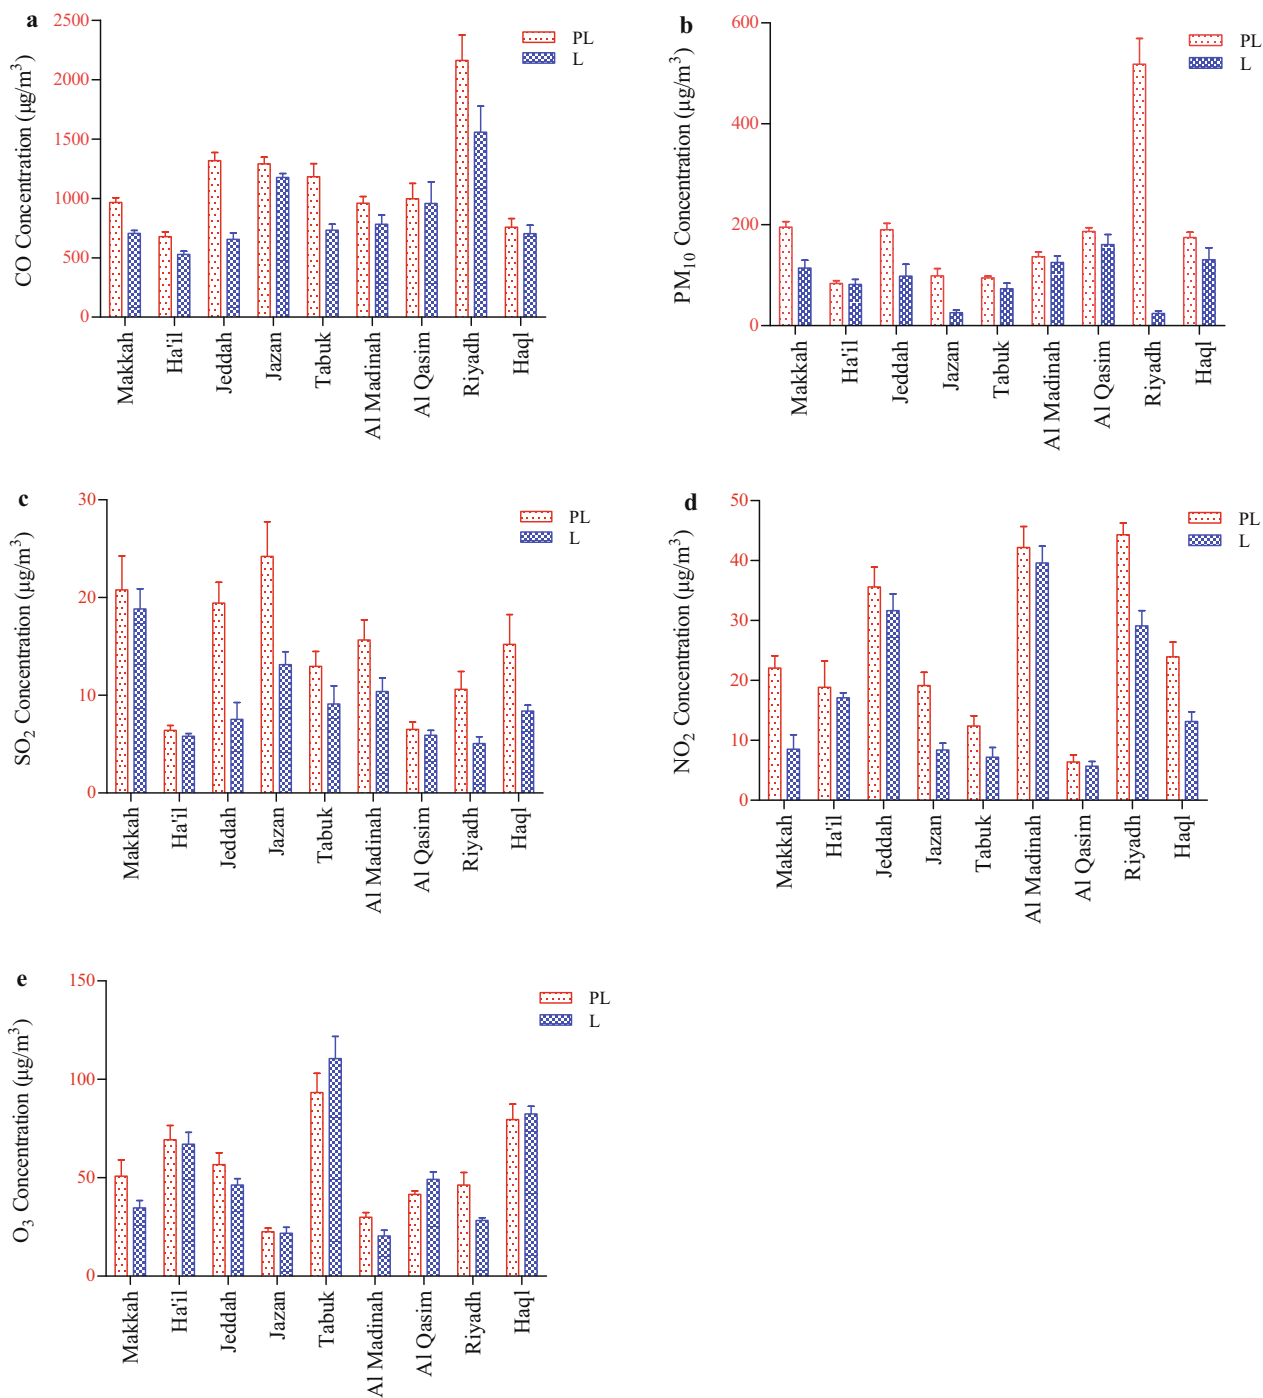 a
CO Concentration (µg/m³)
2500
2000
1500
1000
500
0
PL
L
Makkah
Ha'il
Jeddah
Jazan
Tabuk
Al Madinah
Al Qasim
Riyadh
Haql
b
PM₁₀ Concentration (µg/m³)
600
400
200
0
PL
L
Makkah
Ha'il
Jeddah
Jazan
Tabuk
Al Madinah
Al Qasim
Riyadh
Haql
c
SO₂ Concentration (µg/m³)
30
20
10
0
PL
L
Makkah
Ha'il
Jeddah
Jazan
Tabuk
Al Madinah
Al Qasim
Riyadh
Haql
d
NO₂ Concentration (µg/m³)
50
40
30
20
10
0
PL
L
Makkah
Ha'il
Jeddah
Jazan
Tabuk
Al Madinah
Al Qasim
Riyadh
Haql
e
O₃ Concentration (µg/m³)
150
100
50
0
PL
L
Makkah
Ha'il
Jeddah
Jazan
Tabuk
Al Madinah
Al Qasim
Riyadh
Haql